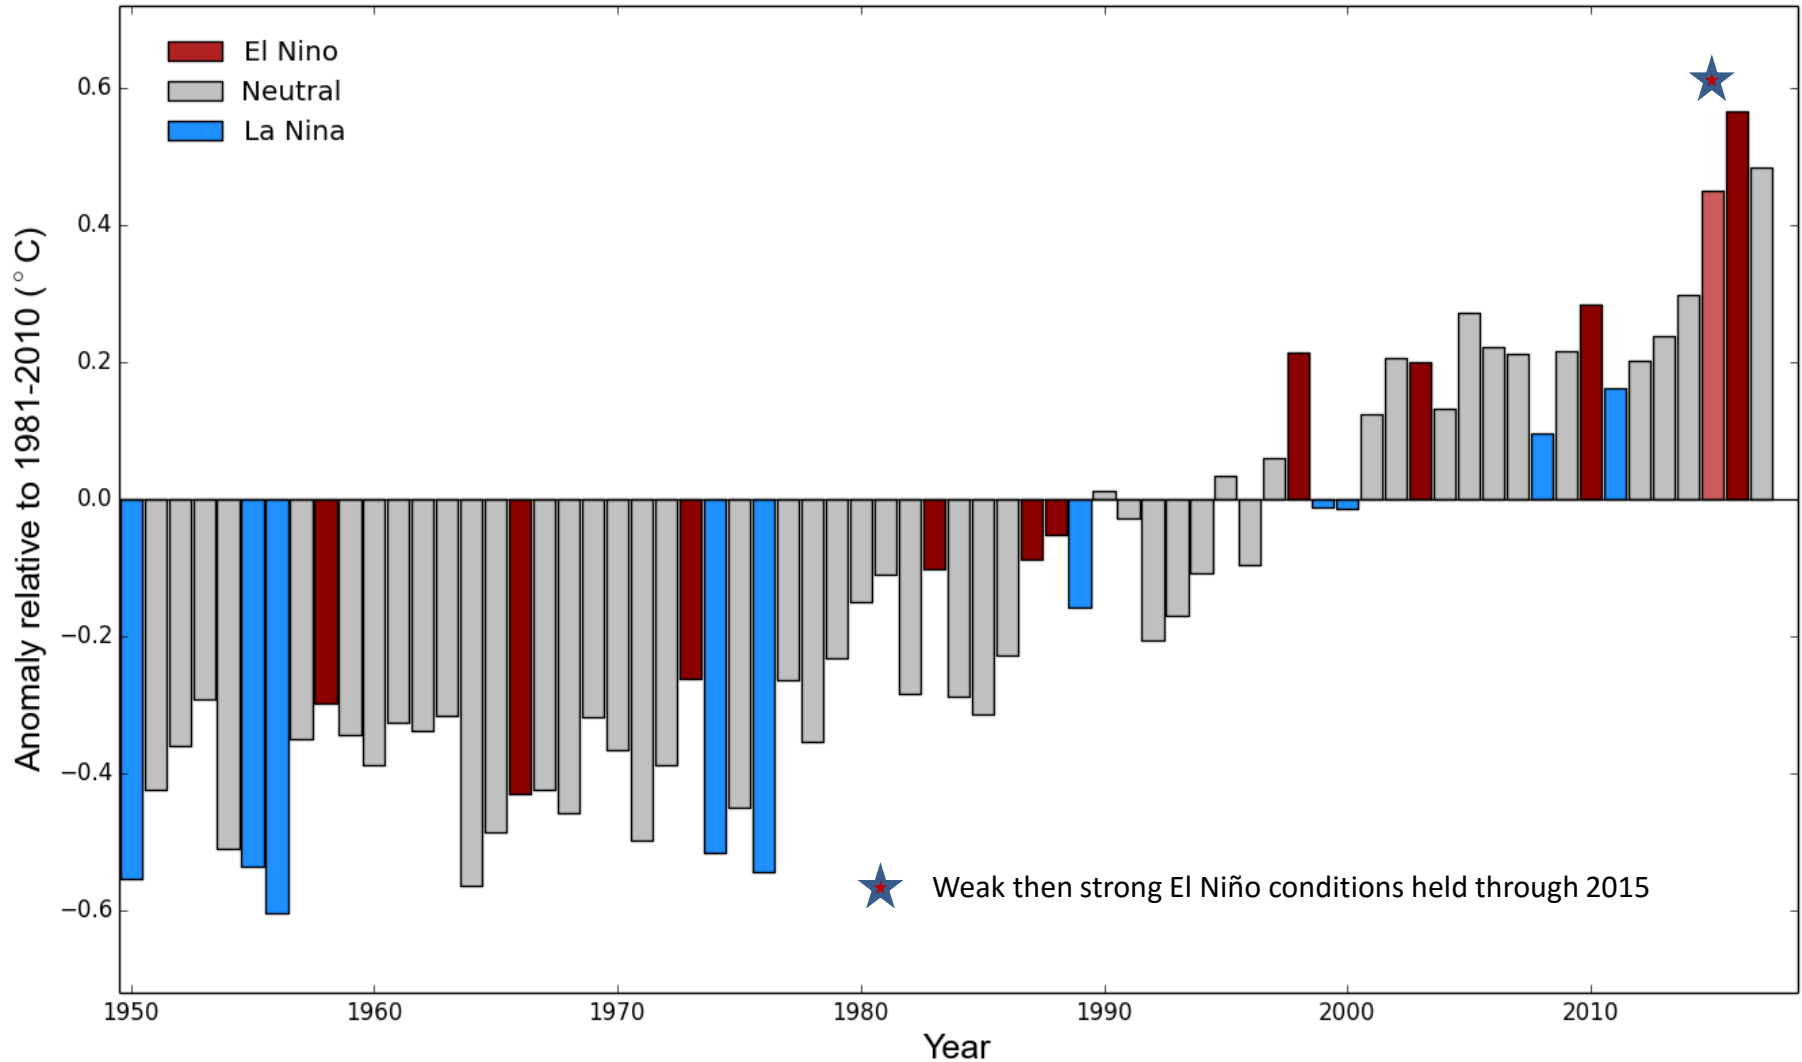 El Nino
Neutral
La Nina
Anomaly relative to 1981-2010 (°C)
0.6
0.4
0.2
0.0
−0.2
−0.4
−0.6
Weak then strong El Niño conditions held through 2015
1950 1960 1970 1980 1990 2000 2010
Year